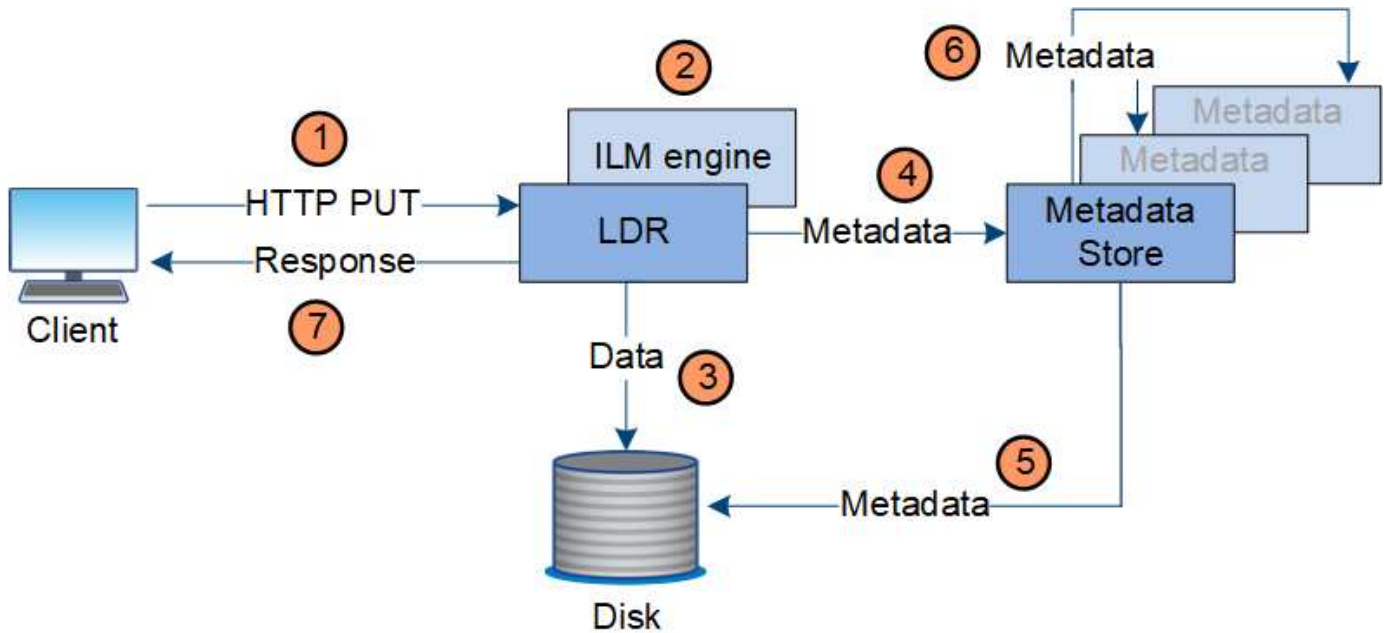 1
HTTP PUT
Response
7
Client
2
ILM engine
LDR
Data
3
Disk
4
Metadata
6
Metadata
Metadata
Metadata
Metadata
Store
5
Metadata